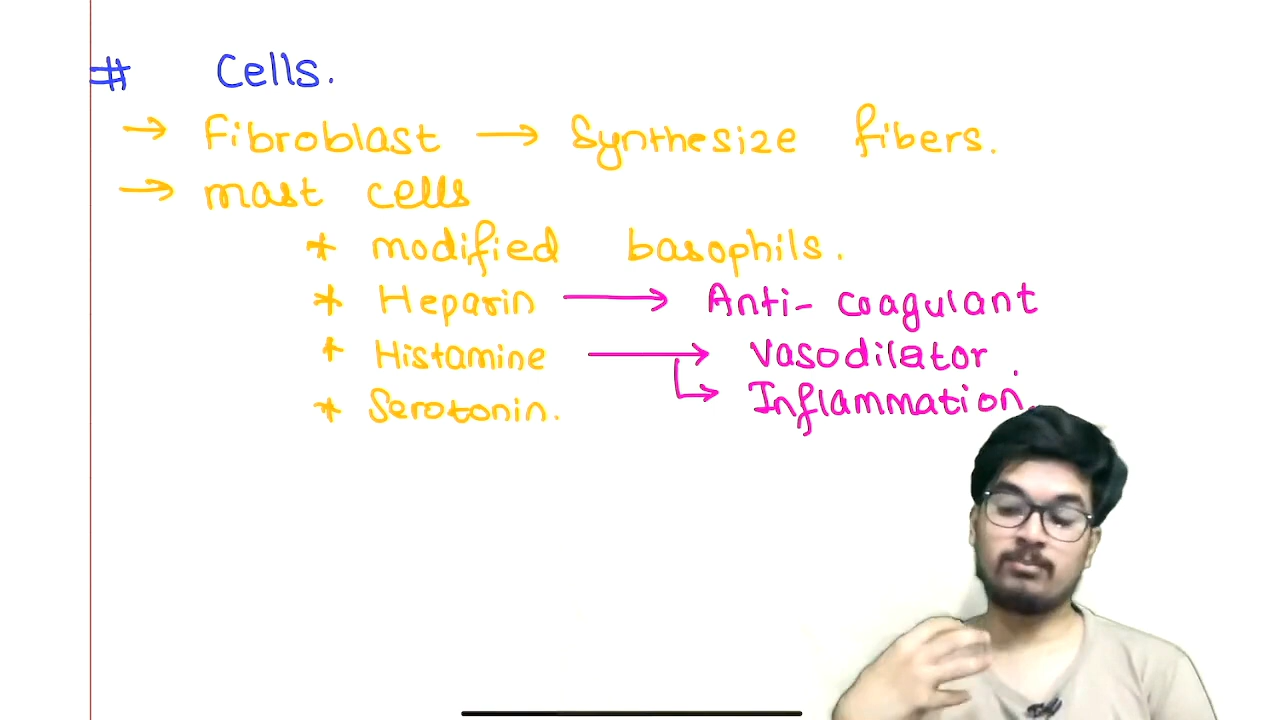 # Cells.
→ Fibroblast → Synthesize fibers.
→ mast cells
* modified basophils.
* Heparin → Anti-coagulant
* Histamine → Vasodilator.
↳ Inflammation.
* Serotonin.